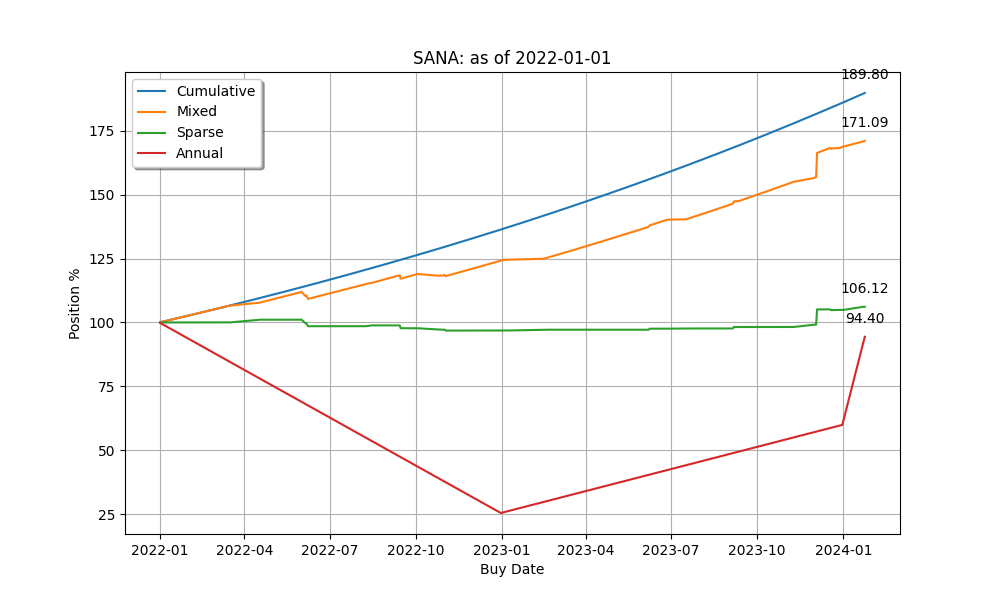 SANA: as of 2022-01-01
Cumulative
Mixed
Sparse
Annual
189.80
171.09
106.12
94.40
Position %
175
150
125
100
75
50
25
2022-01 2022-04 2022-07 2022-10 2023-01 2023-04 2023-07 2023-10 2024-01
Buy Date